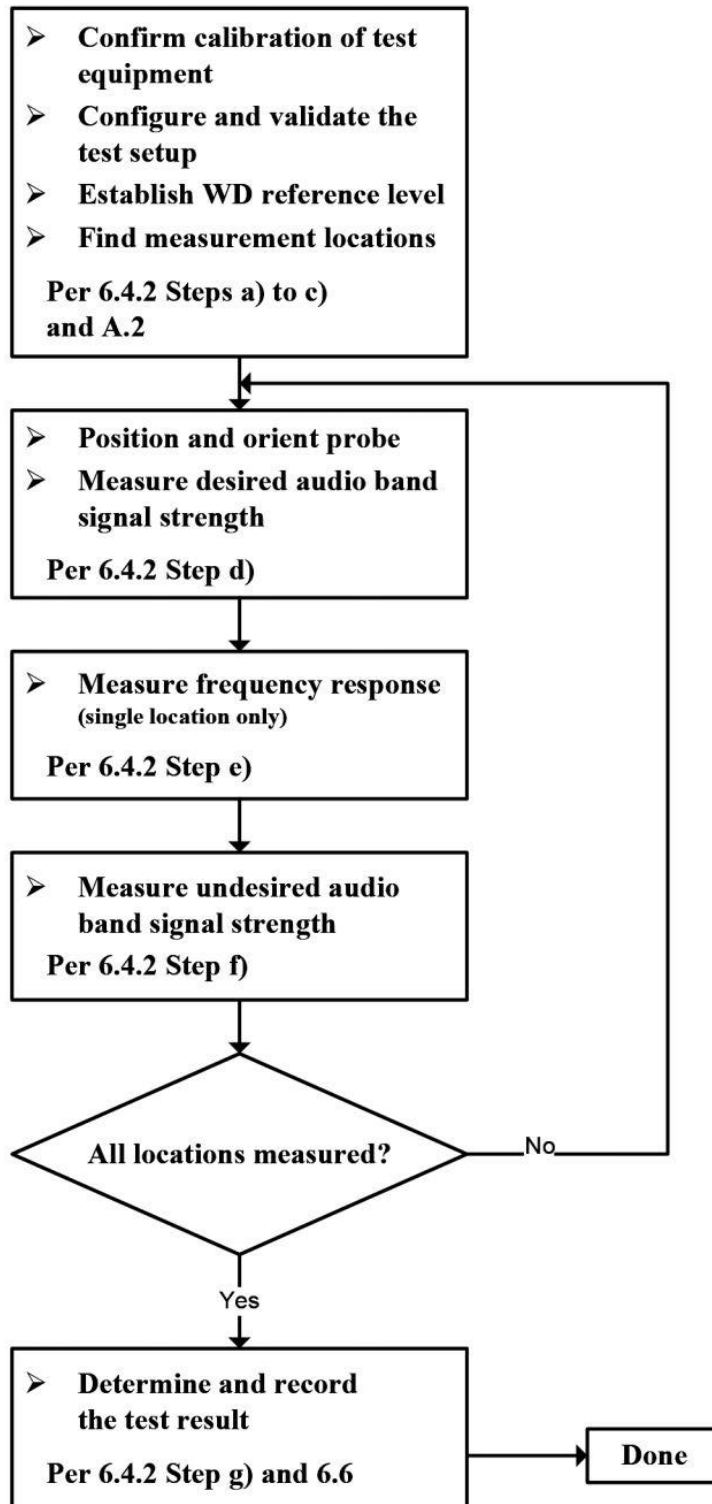 ➢ Confirm calibration of test
equipment
➢ Configure and validate the
test setup
➢ Establish WD reference level
➢ Find measurement locations
Per 6.4.2 Steps a) to c)
and A.2
➢ Position and orient probe
➢ Measure desired audio band
signal strength
Per 6.4.2 Step d)
➢ Measure frequency response
(single location only)
Per 6.4.2 Step e)
➢ Measure undesired audio
band signal strength
Per 6.4.2 Step f)
All locations measured?
No
Yes
➢ Determine and record
the test result
Per 6.4.2 Step g) and 6.6
Done